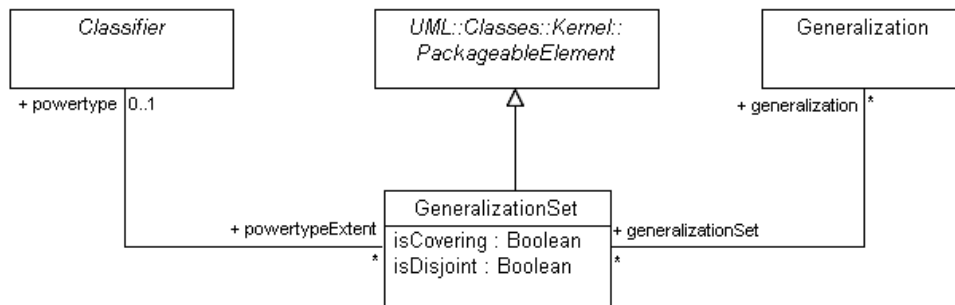 Classifier
UML::Classes::Kernel::
PackageableElement
Generalization
+ powertype
0..1
+ generalization
*
GeneralizationSet
+ powertypeExtent
*
isCovering : Boolean
isDisjoint : Boolean
+ generalizationSet
*